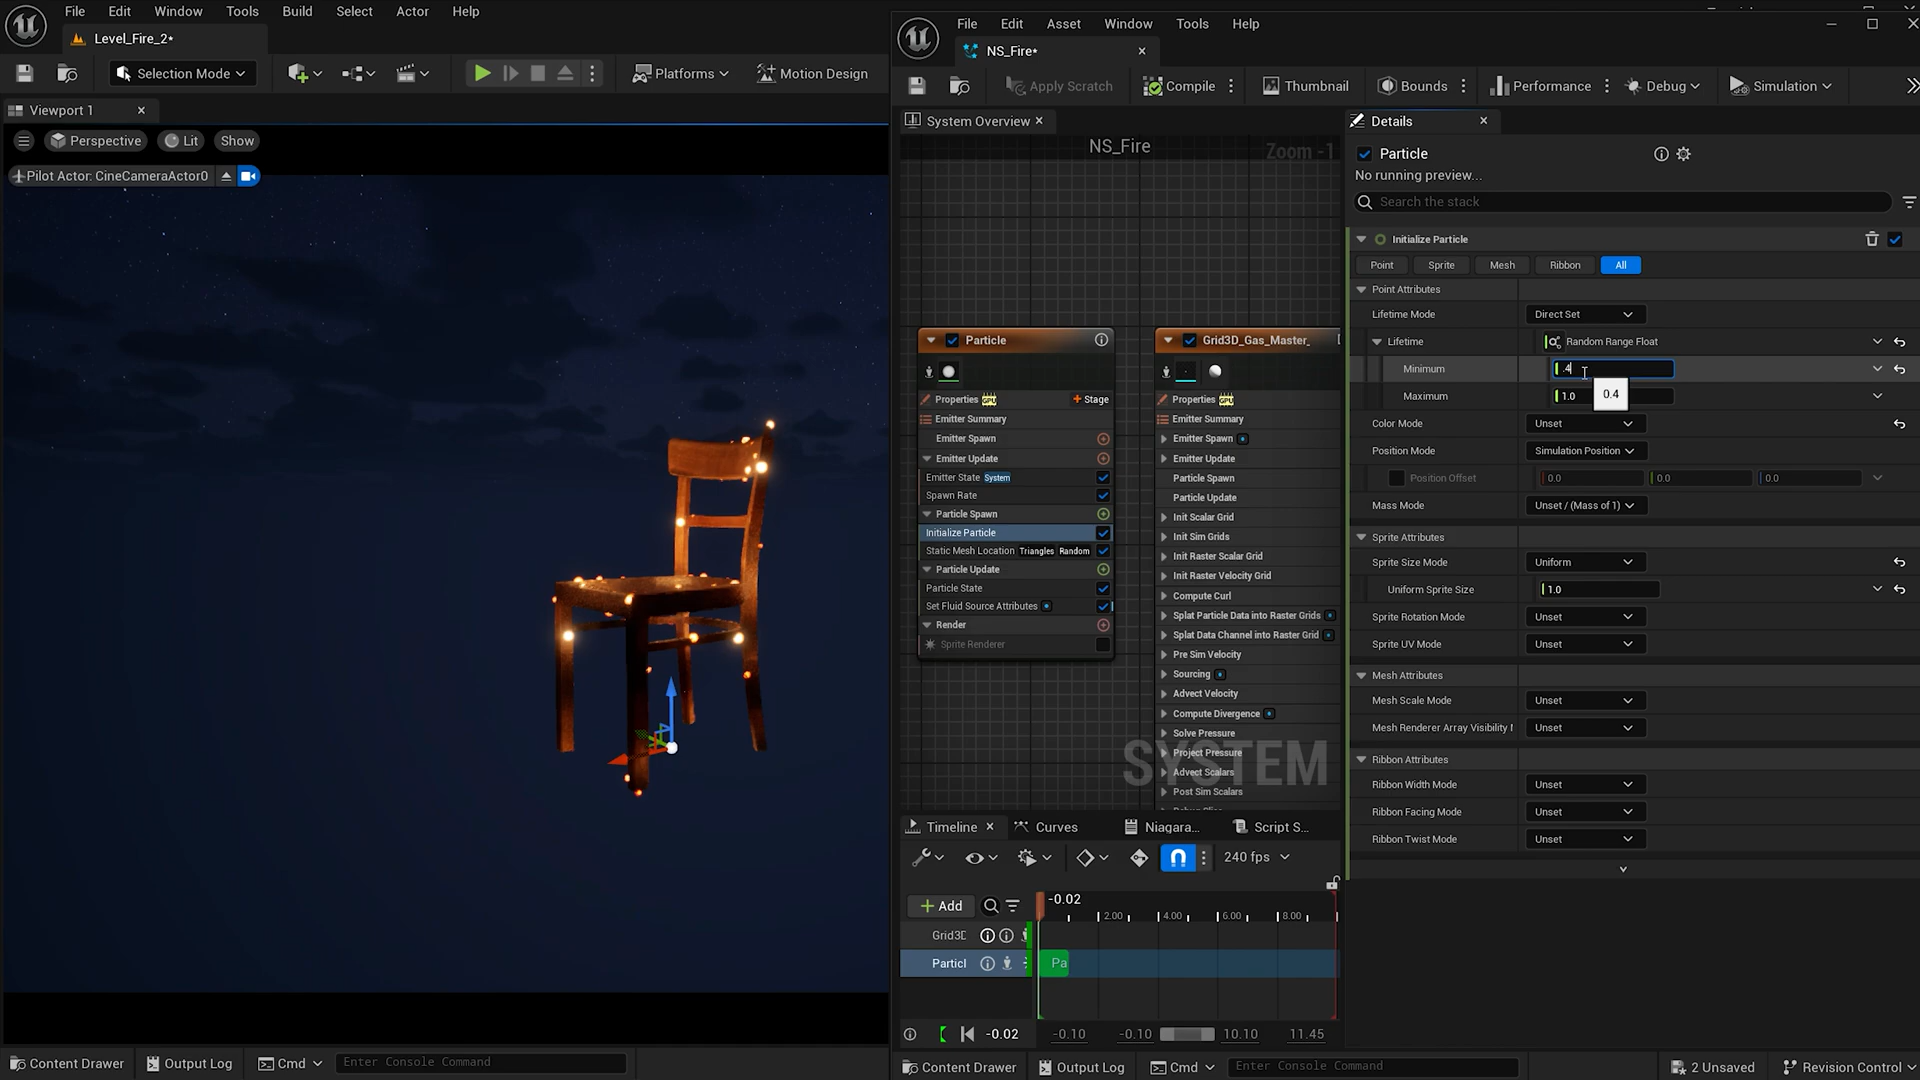 File Edit Window Tools Build Select Actor Help
Level_Fire_2*
Selection Mode
Platforms
Motion Design
Viewport 1
Perspective Lit Show
Pilot Actor: CineCameraActor0
Content Drawer Output Log Cmd Enter Console Command
File Edit Asset Window Tools Help
NS_Fire*
Apply Scratch Compile Thumbnail Bounds Performance Debug Simulation
System Overview
NS_Fire
Zoom -1
Particle
Properties GPU Stage
Emitter Summary
Emitter Spawn
Emitter Update
Emitter State System
Spawn Rate
Particle Spawn
Initialize Particle
Static Mesh Location Triangles Random
Particle Update
Particle State
Set Fluid Source Attributes
Render
Sprite Renderer
Grid3D_Gas_Master_
Properties GPU
Emitter Summary
Emitter Spawn
Emitter Update
Particle Spawn
Particle Update
Init Scalar Grid
Init Sim Grids
Init Raster Scalar Grid
Init Raster Velocity Grid
Compute Curl
Splat Particle Data into Raster Grids
Splat Data Channel into Raster Grid
Pre Sim Velocity
Sourcing
Advect Velocity
Compute Divergence
Solve Pressure
Project Pressure
Advect Scalars
Post Sim Scalars
SYSTEM
Timeline Curves Niagara... Script S...
240 fps
Add
-0.02
2.00 4.00 6.00 8.00
Grid3D
Particl
Pa
-0.02 -0.10 -0.10 10.10 11.45
Content Drawer Output Log Cmd Enter Console Command
2 Unsaved Revision Control
Details
Particle
No running preview...
Search the stack
Initialize Particle
Point Sprite Mesh Ribbon All
Point Attributes
Lifetime Mode Direct Set
Lifetime Random Range Float
Minimum .4
0.4
Maximum 1.0
Color Mode Unset
Position Mode Simulation Position
Position Offset 0.0 0.0 0.0
Mass Mode Unset / (Mass of 1)
Sprite Attributes
Sprite Size Mode Uniform
Uniform Sprite Size 1.0
Sprite Rotation Mode Unset
Sprite UV Mode Unset
Mesh Attributes
Mesh Scale Mode Unset
Mesh Renderer Array Visibility Unset
Ribbon Attributes
Ribbon Width Mode Unset
Ribbon Facing Mode Unset
Ribbon Twist Mode Unset